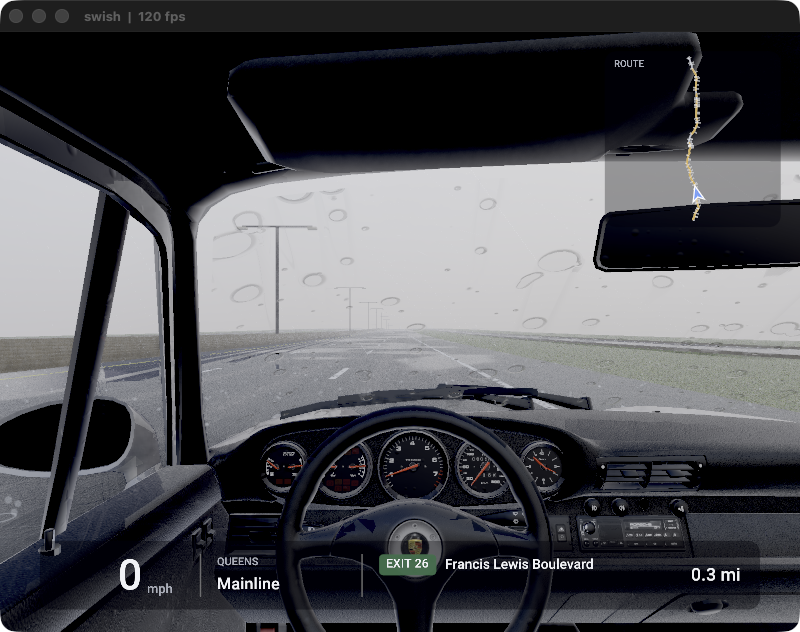 swish | 120 fps
ROUTE
0 mph
QUEENS
Mainline
EXIT 26 Francis Lewis Boulevard
0.3 mi